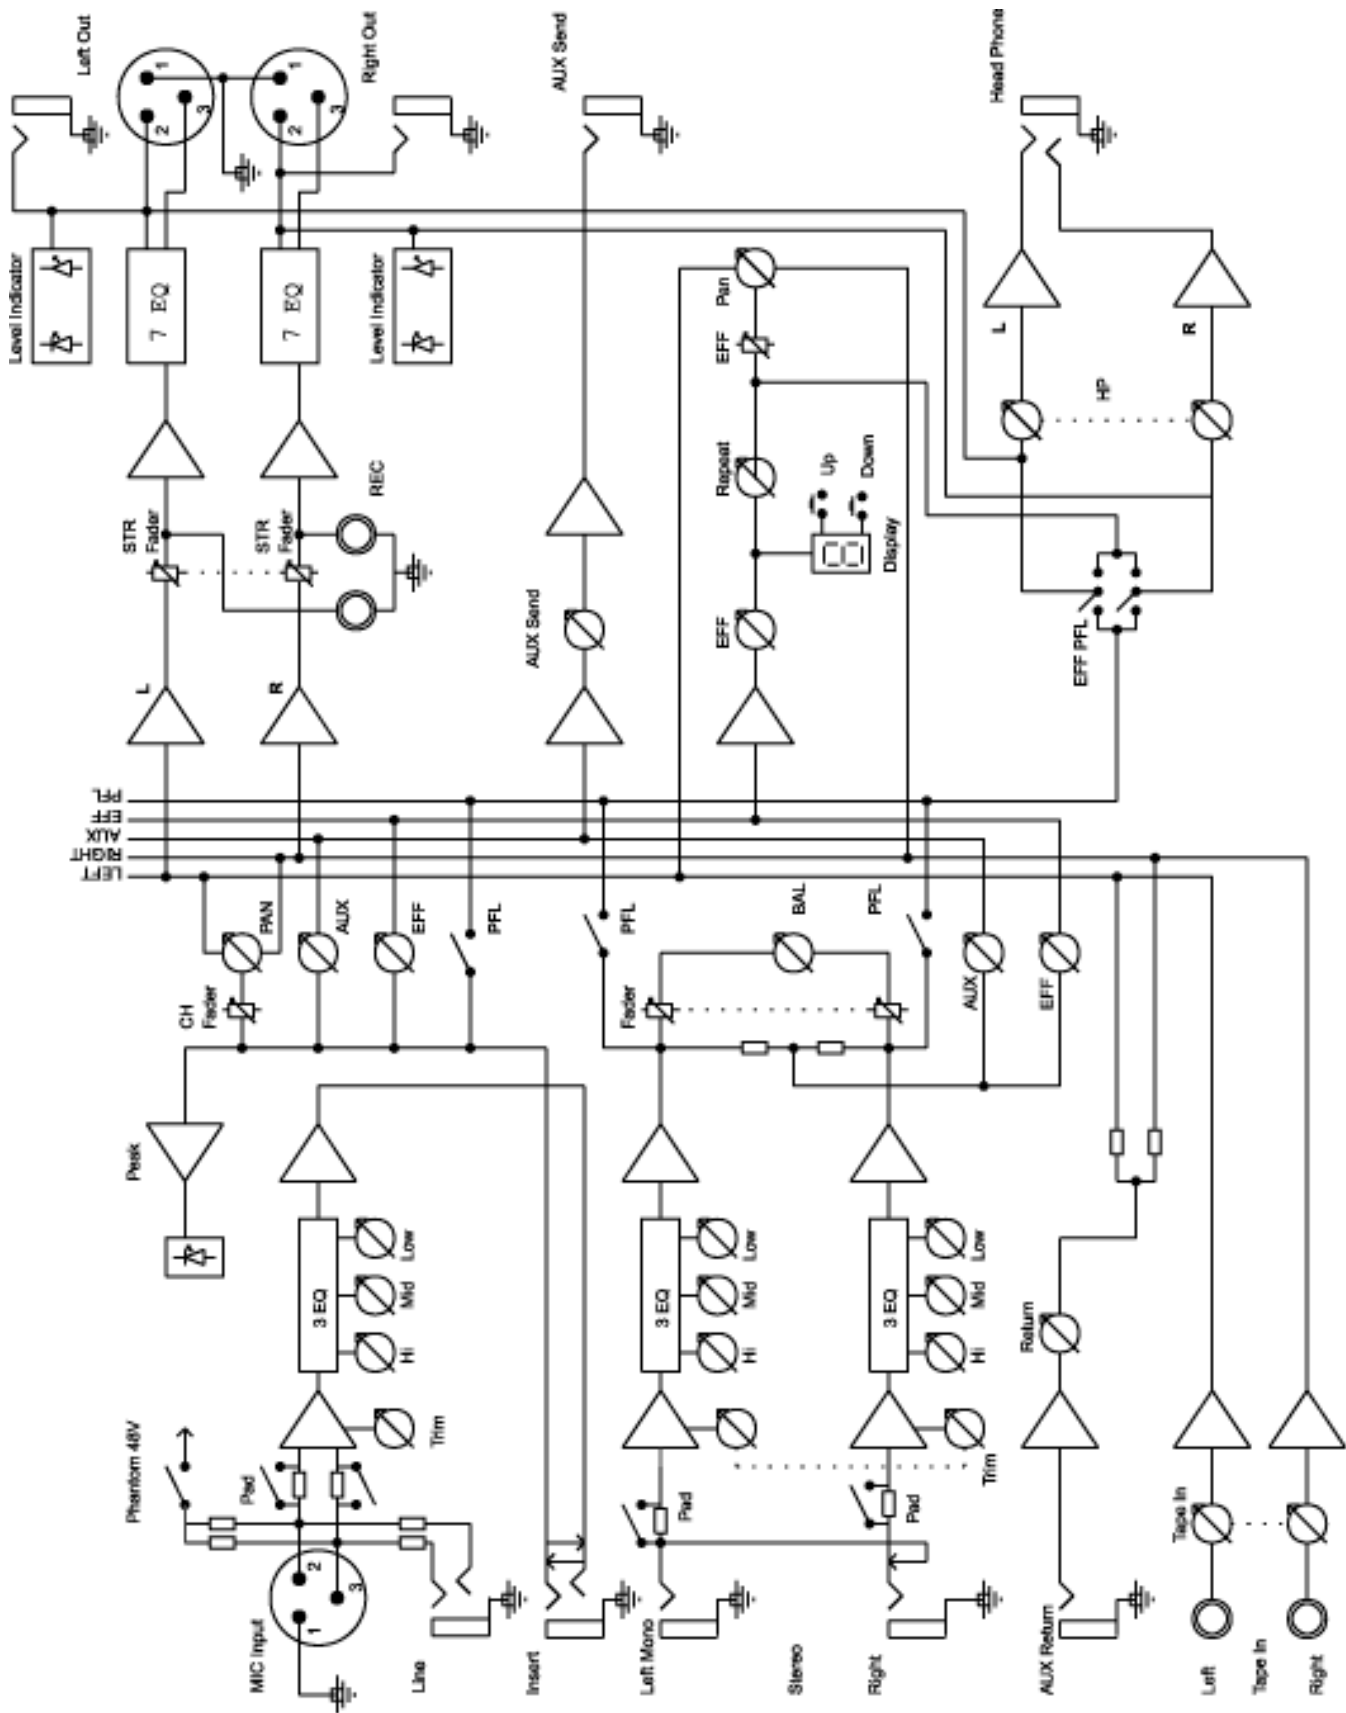 Left Out
1
2
3
Right Out
1
2
3
AUX Send
Head Phone
Level Indicator
7 EQ
7 EQ
Level Indicator
Pan
EFF
L
R
HP
STR
Fader
STR
Fader
REC
Repeat
Up
Down
Display
AUX Send
EFF
EFF PFL
L
R
PFL
EFF
AUX
RIGHT
LEFT
PAN
AUX
EFF
PFL
PFL
BAL
PFL
CH
Fader
Fader
AUX
EFF
Peak
3 EQ
Low
Mid
Hi
3 EQ
Low
Mid
Hi
3 EQ
Low
Mid
Hi
Return
Phantom 48V
Pad
Trim
Pad
Pad
Trim
Tape In
MIC Input
1
2
3
Line
Insert
Left Mono
Stereo
Right
AUX Return
Left
Tape In
Right